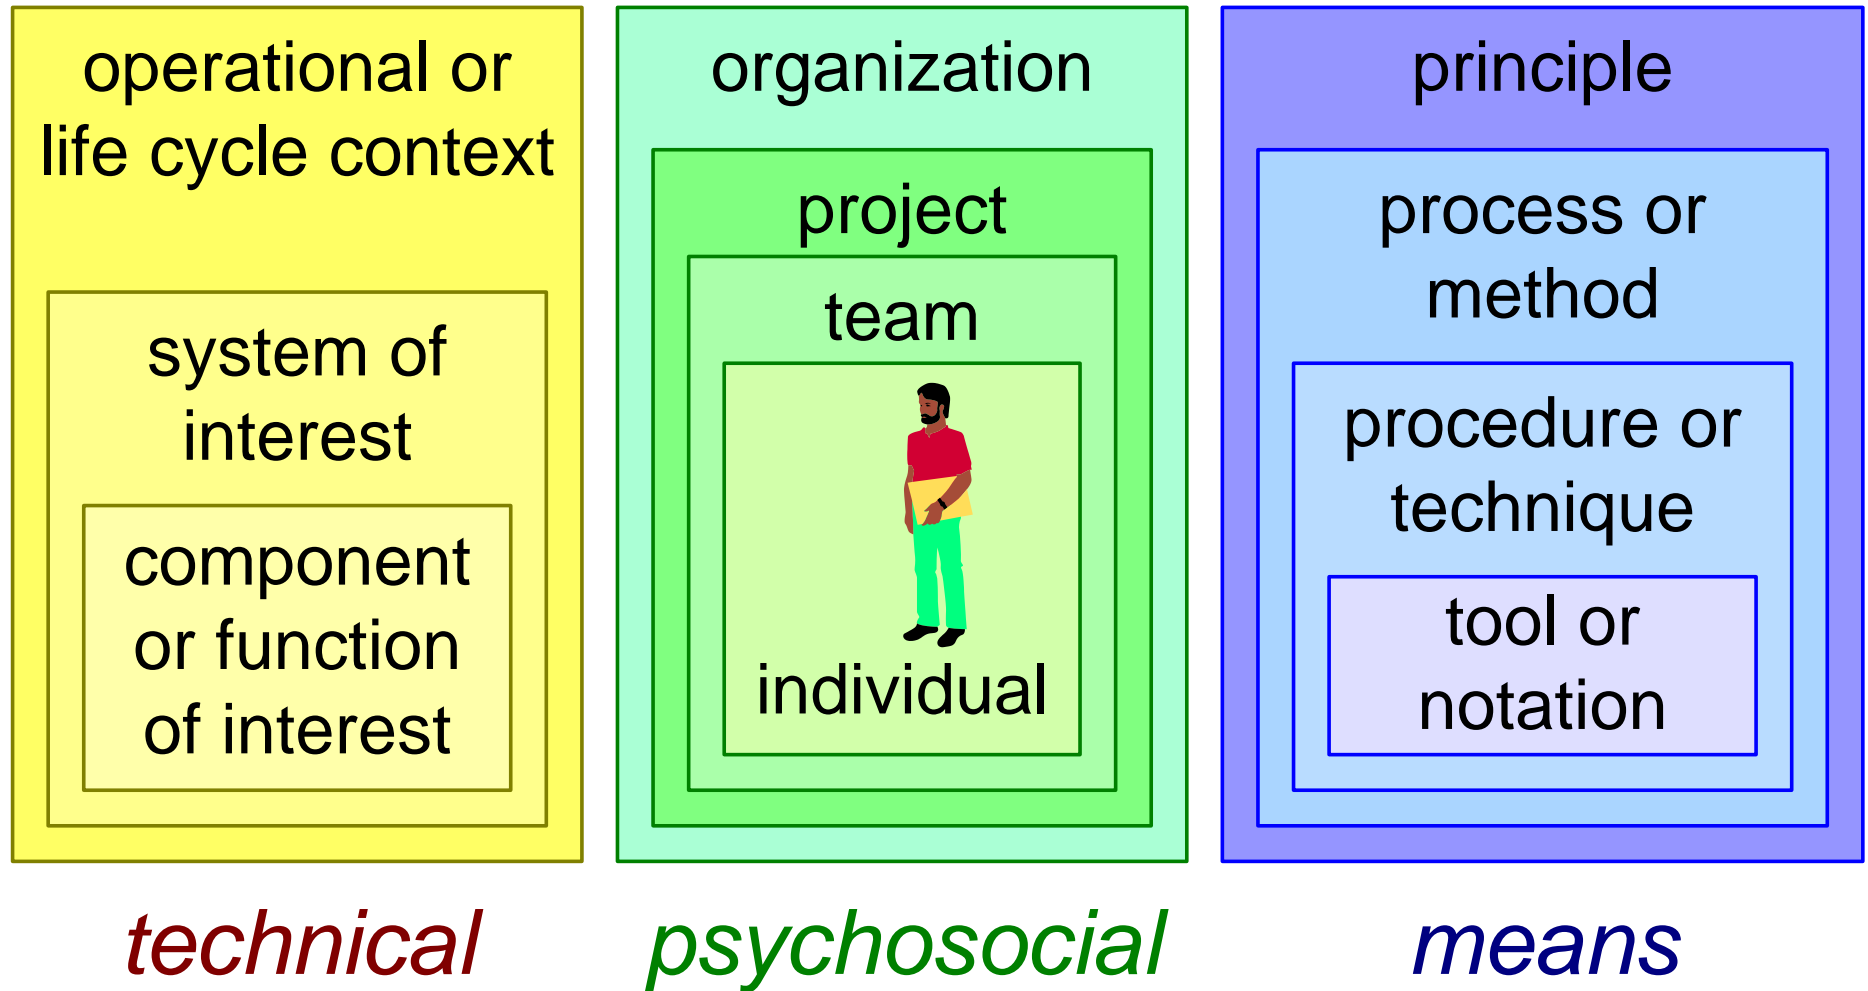 operational or
life cycle context
system of
interest
component
or function
of interest
technical
organization
project
team
individual
psychosocial
principle
process or
method
procedure or
technique
tool or
notation
means